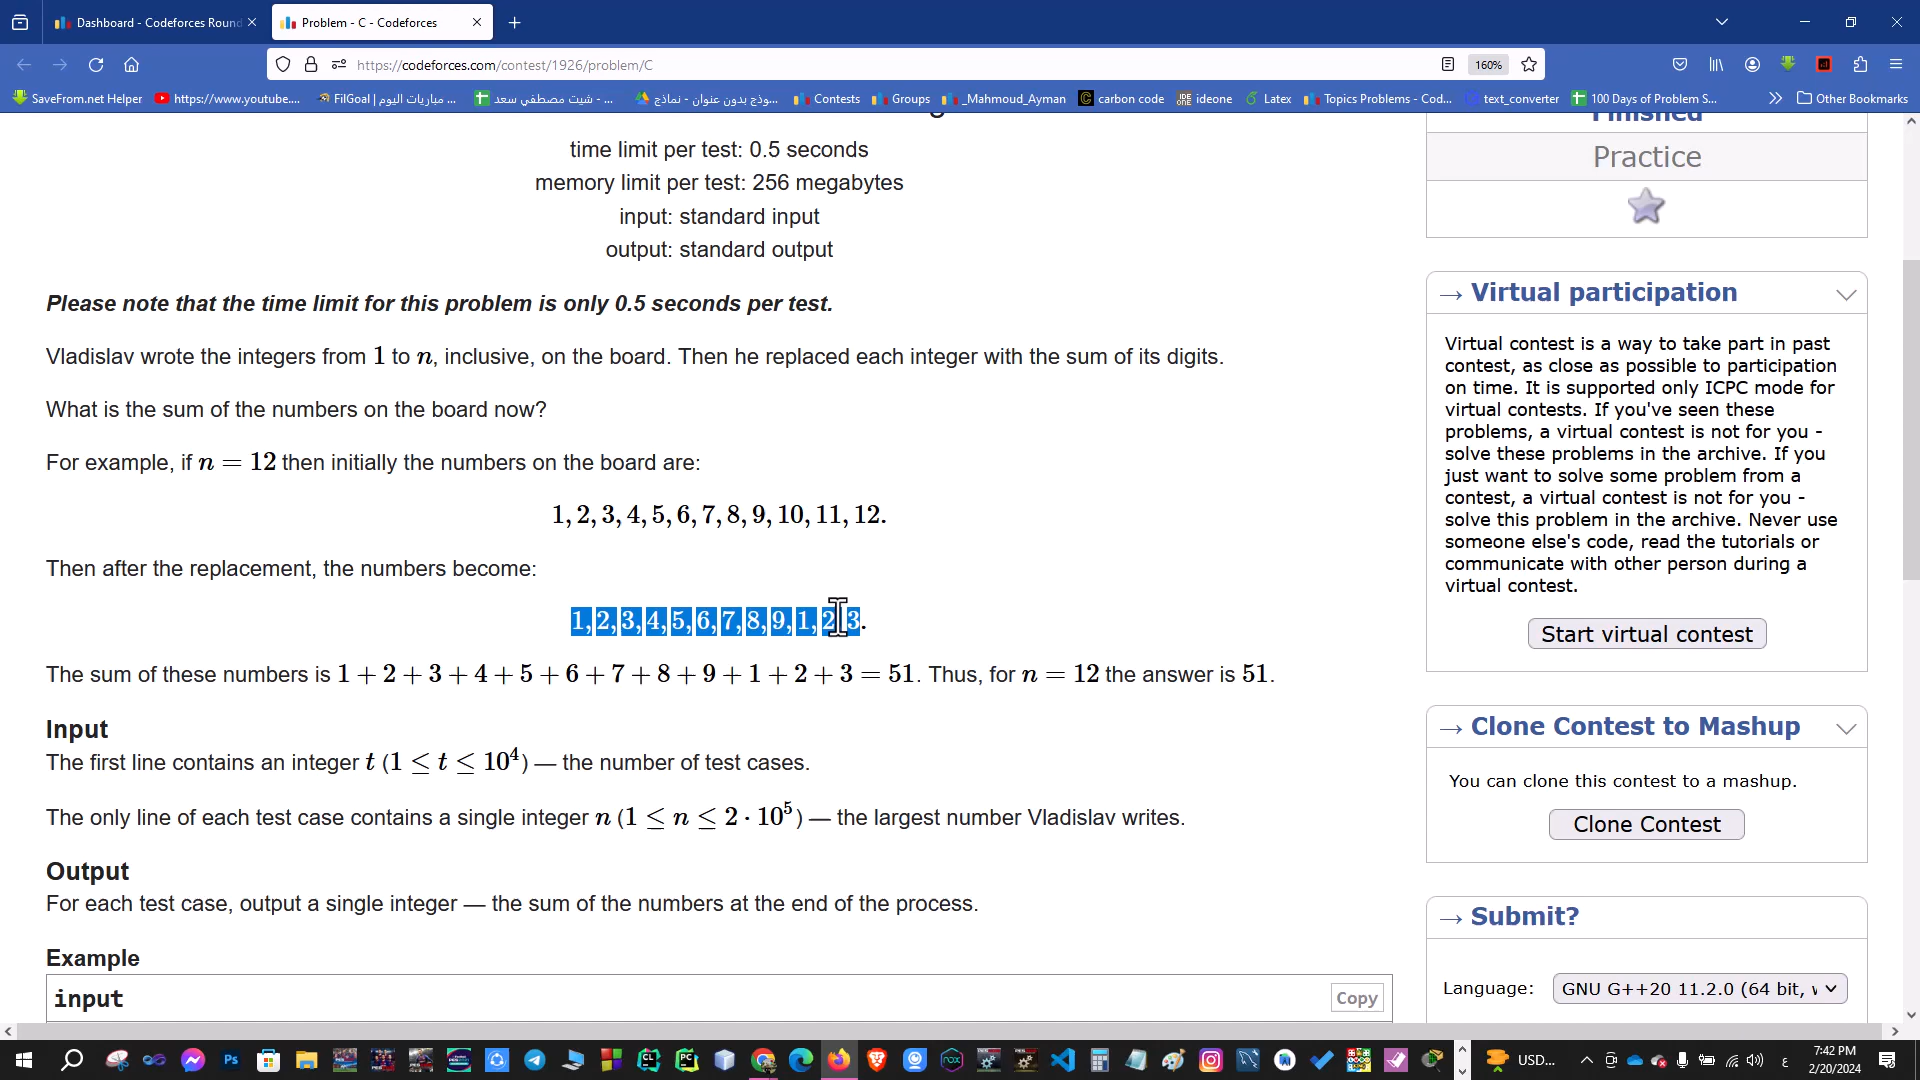 Dashboard - Codeforces Round
Problem - C - Codeforces
https://codeforces.com/contest/1926/problem/C
160%
SaveFrom.net Helper
https://www.youtube....
FilGoal | مباريات اليوم ...
شيت مصطفي سعد - ...
نموذج بدون عنوان - نماذج...
Contests
Groups
_Mahmoud_Ayman
carbon code
ideone
Latex
Topics Problems - Cod...
text_converter
100 Days of Problem S...
Other Bookmarks
time limit per test: 0.5 seconds
memory limit per test: 256 megabytes
input: standard input
output: standard output
Please note that the time limit for this problem is only 0.5 seconds per test.
Vladislav wrote the integers from 1 to n, inclusive, on the board. Then he replaced each integer with the sum of its digits.
What is the sum of the numbers on the board now?
For example, if n = 12 then initially the numbers on the board are:
1, 2, 3, 4, 5, 6, 7, 8, 9, 10, 11, 12.
Then after the replacement, the numbers become:
1, 2, 3, 4, 5, 6, 7, 8, 9, 1, 2, 3.
The sum of these numbers is 1 + 2 + 3 + 4 + 5 + 6 + 7 + 8 + 9 + 1 + 2 + 3 = 51. Thus, for n = 12 the answer is 51.
Input
The first line contains an integer t (1 ≤ t ≤ 10⁴) — the number of test cases.
The only line of each test case contains a single integer n (1 ≤ n ≤ 2 · 10⁵) — the largest number Vladislav writes.
Output
For each test case, output a single integer — the sum of the numbers at the end of the process.
Example
input
Copy
Finished
Practice
→ Virtual participation
Virtual contest is a way to take part in past
contest, as close as possible to participation
on time. It is supported only ICPC mode for
virtual contests. If you've seen these
problems, a virtual contest is not for you -
solve these problems in the archive. If you
just want to solve some problem from a
contest, a virtual contest is not for you -
solve this problem in the archive. Never use
someone else's code, read the tutorials or
communicate with other person during a
virtual contest.
Start virtual contest
→ Clone Contest to Mashup
You can clone this contest to a mashup.
Clone Contest
→ Submit?
Language:
GNU G++20 11.2.0 (64 bit,
USD...
ع
7:42 PM
2/20/2024